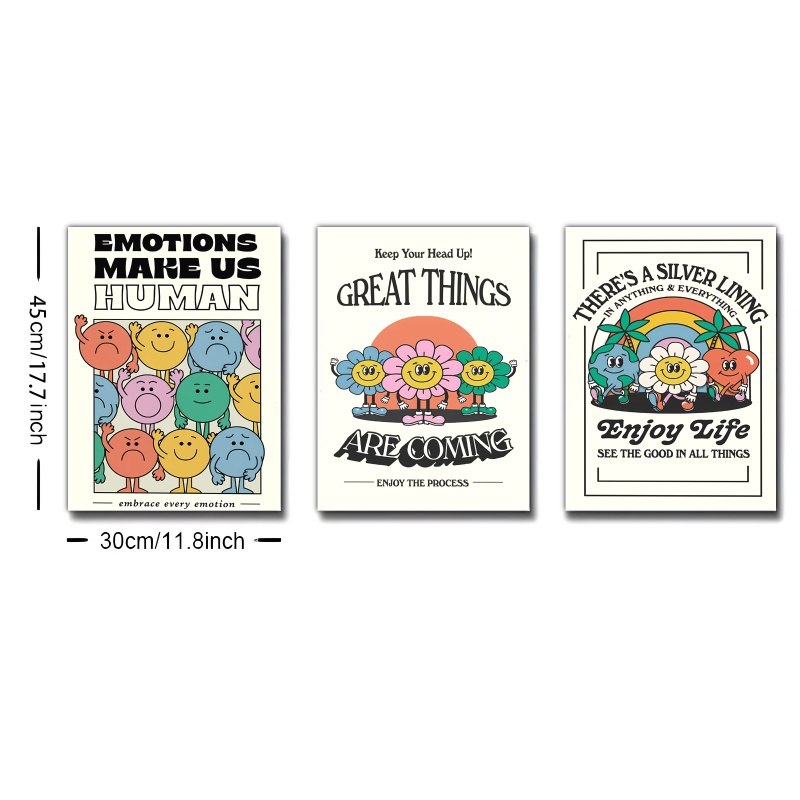 45cm/17.7inch
30cm/11.8inch
EMOTIONS
MAKE US
HUMAN
embrace every emotion
Keep Your Head Up!
GREAT THINGS
ARE COMING
ENJOY THE PROCESS
THERE'S A SILVER LINING
IN ANYTHING & EVERYTHING
Enjoy Life
SEE THE GOOD IN ALL THINGS